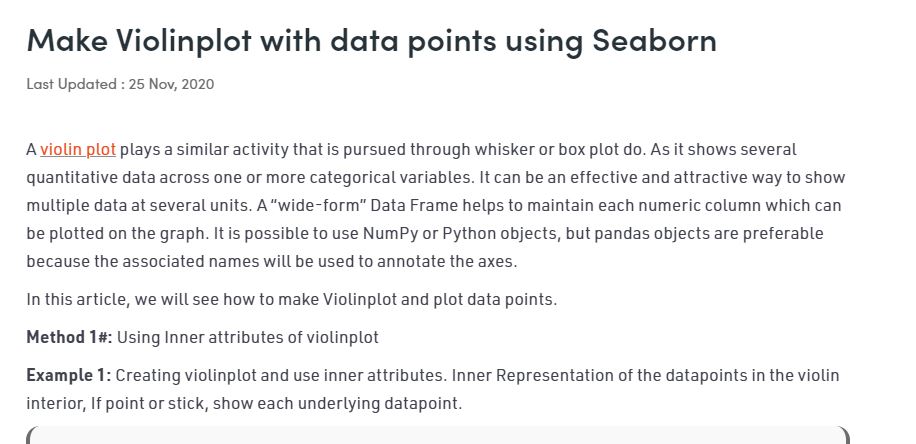 Make Violinplot with data points using Seaborn
Last Updated : 25 Nov, 2020
A violin plot plays a similar activity that is pursued through whisker or box plot do. As it shows several
quantitative data across one or more categorical variables. It can be an effective and attractive way to show
multiple data at several units. A “wide-form” Data Frame helps to maintain each numeric column which can
be plotted on the graph. It is possible to use NumPy or Python objects, but pandas objects are preferable
because the associated names will be used to annotate the axes.
In this article, we will see how to make Violinplot and plot data points.
Method 1#: Using Inner attributes of violinplot
Example 1: Creating violinplot and use inner attributes. Inner Representation of the datapoints in the violin
interior, If point or stick, show each underlying datapoint.